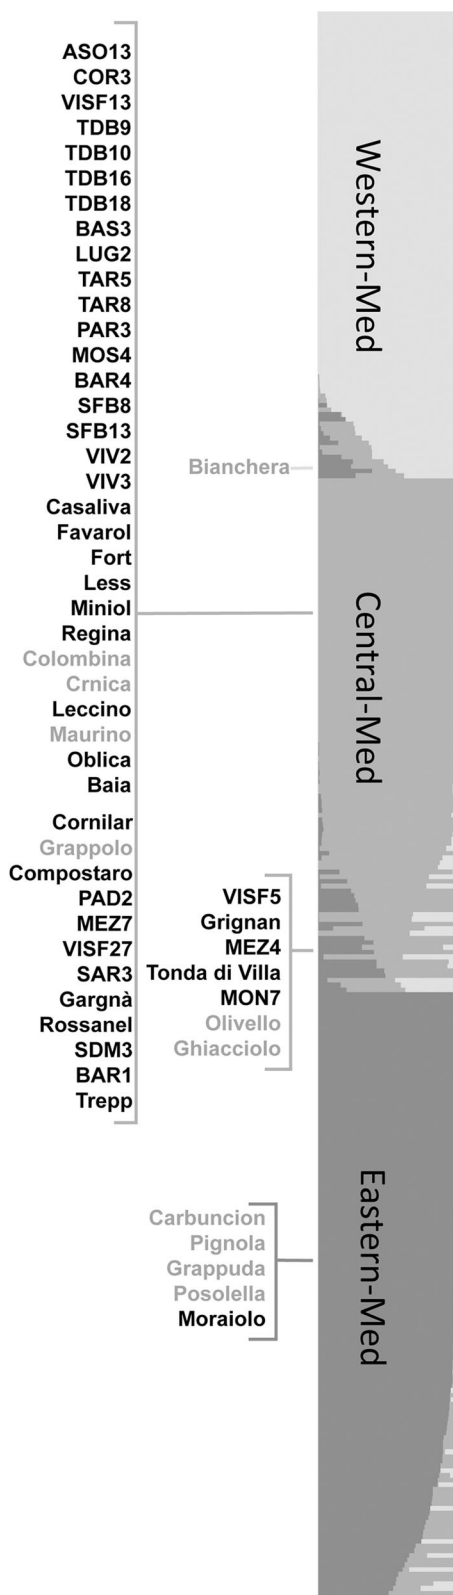 ASO13
COR3
VISF13
TDB9
TDB10
TDB16
TDB18
BAS3
LUG2
TAR5
TAR8
PAR3
MOS4
BAR4
SFB8
SFB13
VIV2
VIV3
Casaliva
Favarol
Fort
Less
Miniol
Regina
Colombina
Crnica
Leccino
Maurino
Oblica
Baia
Cornilar
Grappolo
Compostaro
PAD2
MEZ7
VISF27
SAR3
Gargnà
Rossanel
SDM3
BAR1
Trepp
Bianchera
VISF5
Grignan
MEZ4
Tonda di Villa
MON7
Olivello
Ghiacciolo
Carbuncion
Pignola
Grappuda
Posolella
Moraiolo
Western-Med
Central-Med
Eastern-Med